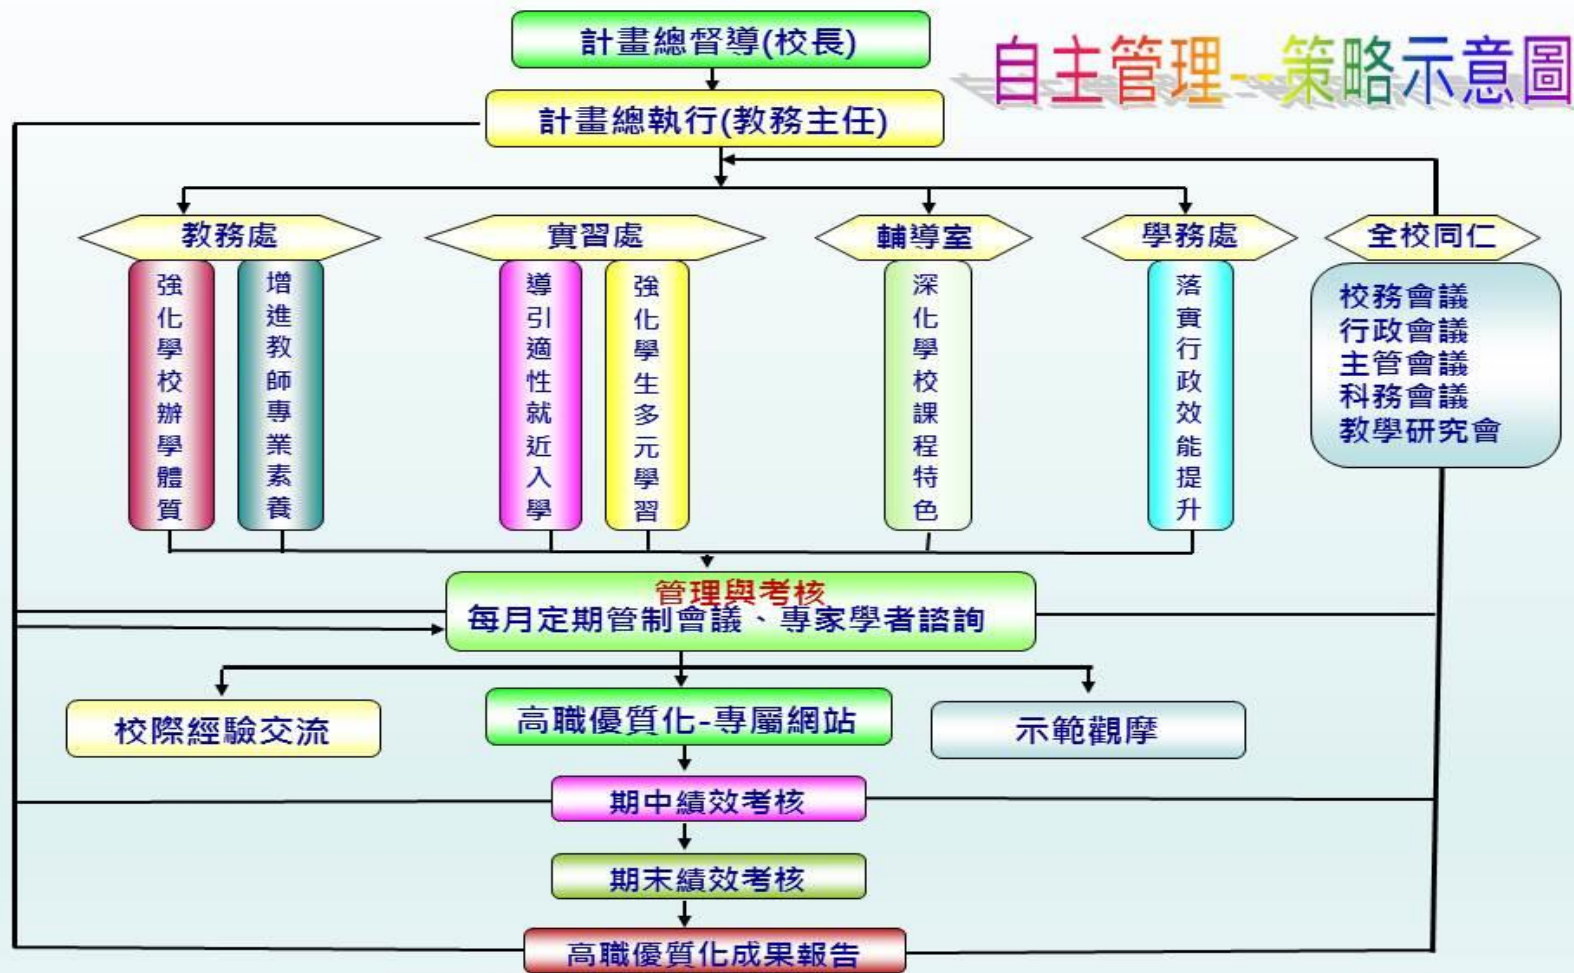 自主管理--策略示意圖
計畫總督導(校長)
計畫總執行(教務主任)
教務處
強化學校辦學體質
增進教師專業素養
實習處
導引適性就近入學
強化學生多元學習
輔導室
深化學校課程特色
學務處
落實行政效能提升
全校同仁
校務會議
行政會議
主管會議
科務會議
教學研究會
管理與考核
每月定期管制會議、專家學者諮詢
校際經驗交流
高職優質化-專屬網站
示範觀摩
期中績效考核
期末績效考核
高職優質化成果報告